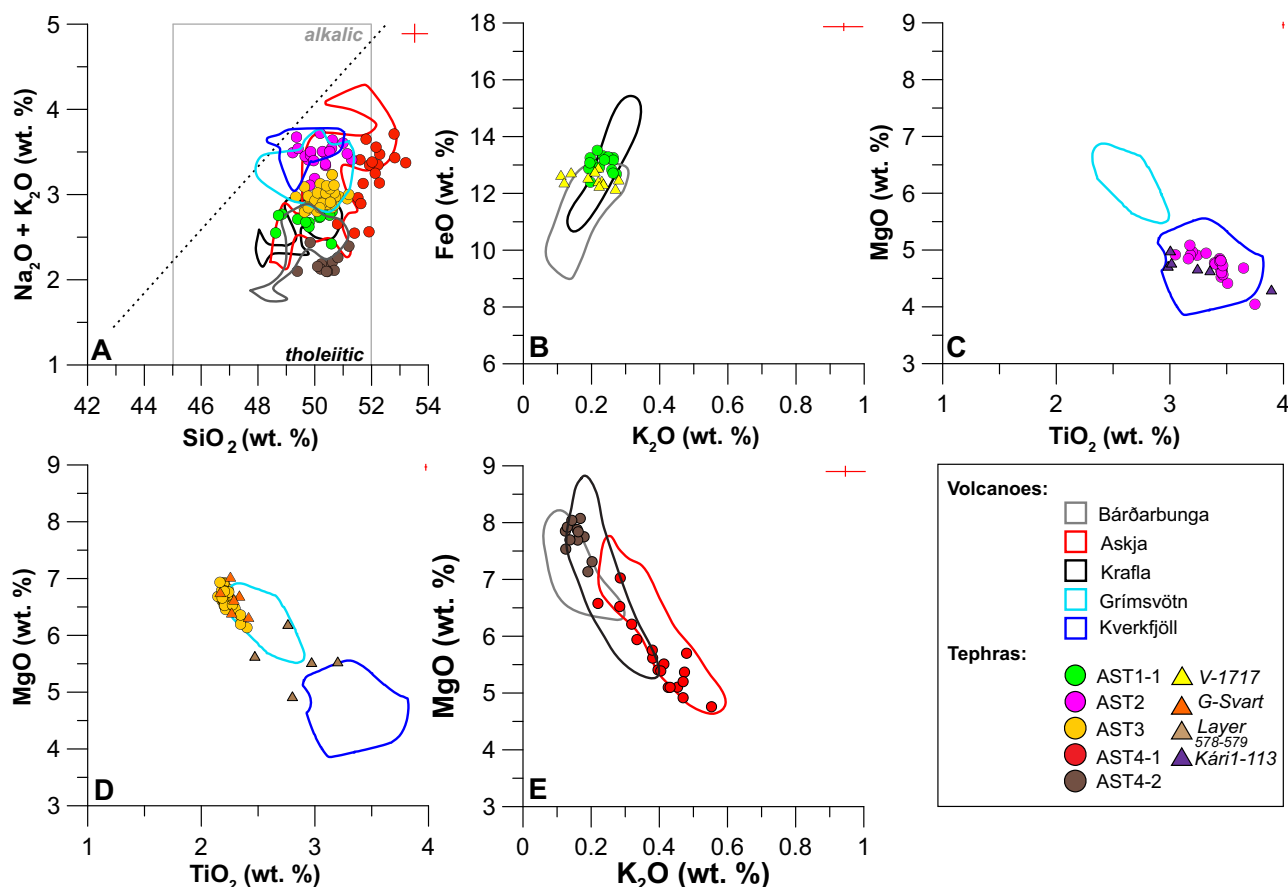 5
4
3
2
1
alkalic
tholeiitic
A
Na2O + K2O (wt. %)
42 44 46 48 50 52 54
SiO2 (wt. %)
18
16
14
12
10
8
6
B
FeO (wt. %)
0 0.2 0.4 0.6 0.8 1
K2O (wt. %)
9
8
7
6
5
4
3
C
MgO (wt. %)
1 2 3 4
TiO2 (wt. %)
9
8
7
6
5
4
3
D
MgO (wt. %)
1 2 3 4
TiO2 (wt. %)
9
8
7
6
5
4
3
E
MgO (wt. %)
0 0.2 0.4 0.6 0.8 1
K2O (wt. %)
Volcanoes:
Bárðarbunga
Askja
Krafla
Grímsvötn
Kverkfjöll
Tephras:
AST1-1
AST2
AST3
AST4-1
AST4-2
V-1717
G-Svart
Layer
578-579
Kári1-113